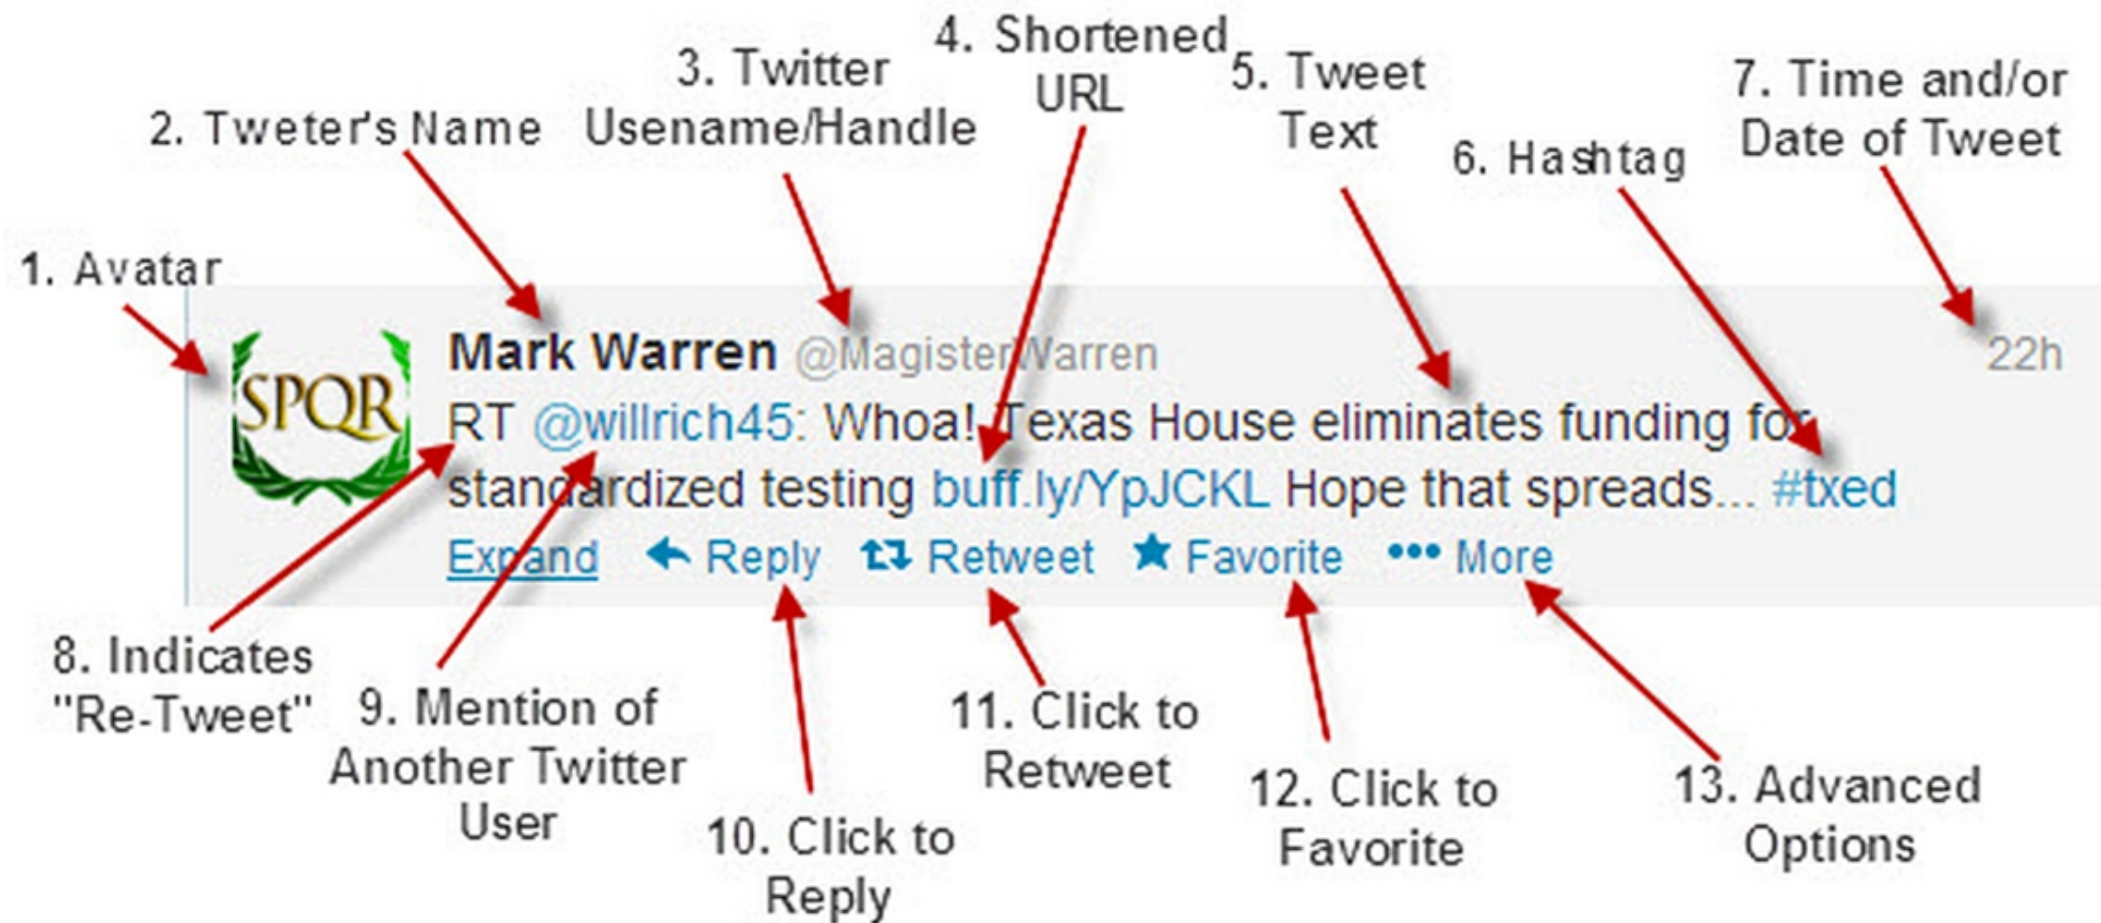 4. Shortened
URL
3. Twitter
Usename/Handle
5. Tweet
Text
7. Time and/or
Date of Tweet
2. Tweter's Name
6. Hashtag
1. Avatar
SPQR
Mark Warren @MagisterWarren 22h
RT @willrich45: Whoa! Texas House eliminates funding for
standardized testing buff.ly/YpJCKL Hope that spreads... #txed
Expand Reply Retweet Favorite ••• More
8. Indicates
"Re-Tweet"
9. Mention of
Another Twitter
User
10. Click to
Reply
11. Click to
Retweet
12. Click to
Favorite
13. Advanced
Options